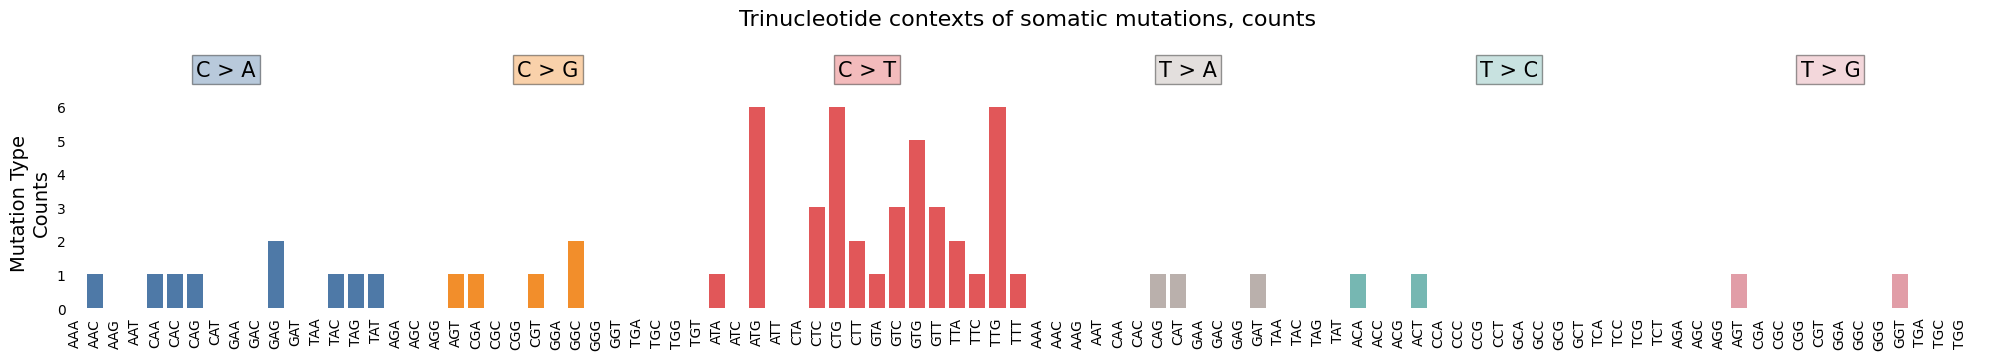 Trinucleotide contexts of somatic mutations, counts
C > A
C > G
C > T
T > A
T > C
T > G
Mutation Type
Counts
6
5
4
3
2
1
0
AAA
AAC
AAG
AAT
CAA
CAC
CAG
CAT
GAA
GAC
GAG
GAT
TAA
TAC
TAG
TAT
AGA
AGC
AGG
AGT
CGA
CGC
CGG
CGT
GGA
GGC
GGG
GGT
TGA
TGC
TGG
TGT
ATA
ATC
ATG
ATT
CTA
CTC
CTG
CTT
GTA
GTC
GTG
GTT
TTA
TTC
TTG
TTT
AAA
AAC
AAG
AAT
CAA
CAC
CAG
CAT
GAA
GAC
GAG
GAT
TAA
TAC
TAG
TAT
ACA
ACC
ACG
ACT
CCA
CCC
CCG
CCT
GCA
GCC
GCG
GCT
TCA
TCC
TCG
TCT
AGA
AGC
AGG
AGT
CGA
CGC
CGG
CGT
GGA
GGC
GGG
GGT
TGA
TGC
TGG